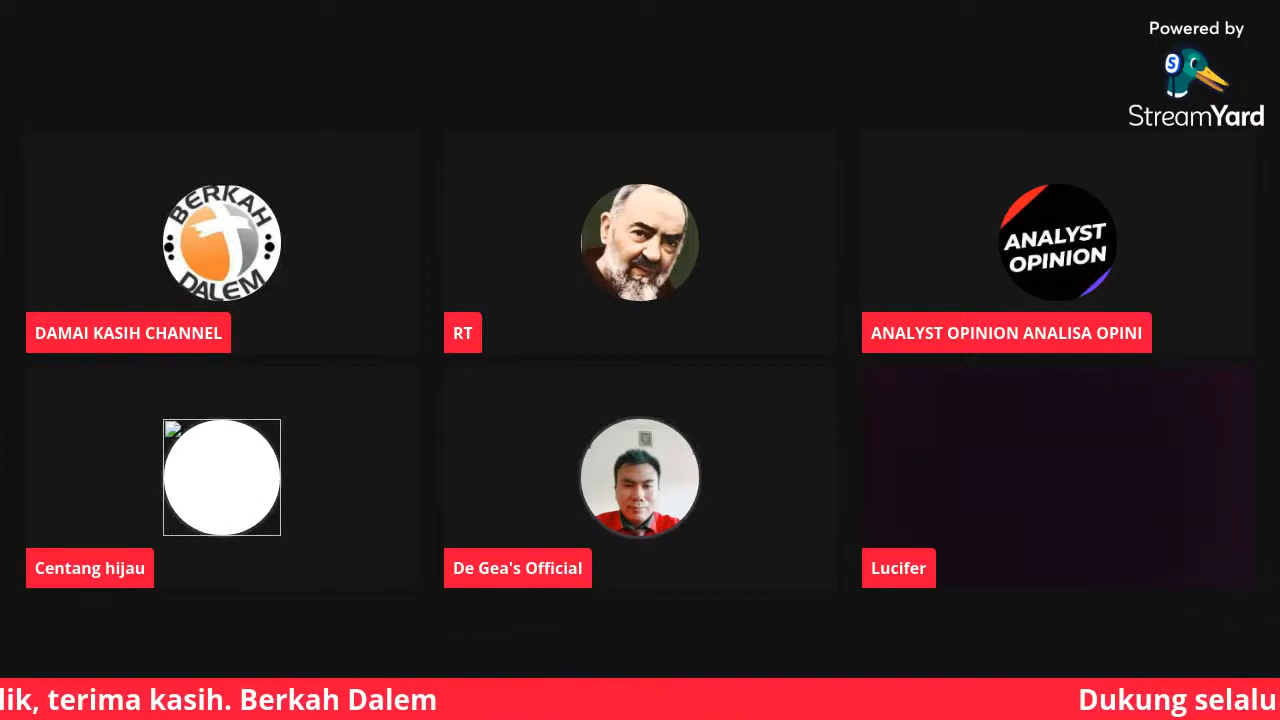 Powered by
StreamYard
BERKAH
DALEM
ANALYST
OPINION
DAMAI KASIH CHANNEL
RT
ANALYST OPINION ANALISA OPINI
Centang hijau
De Gea's Official
Lucifer
lik, terima kasih. Berkah Dalem
Dukung selalu